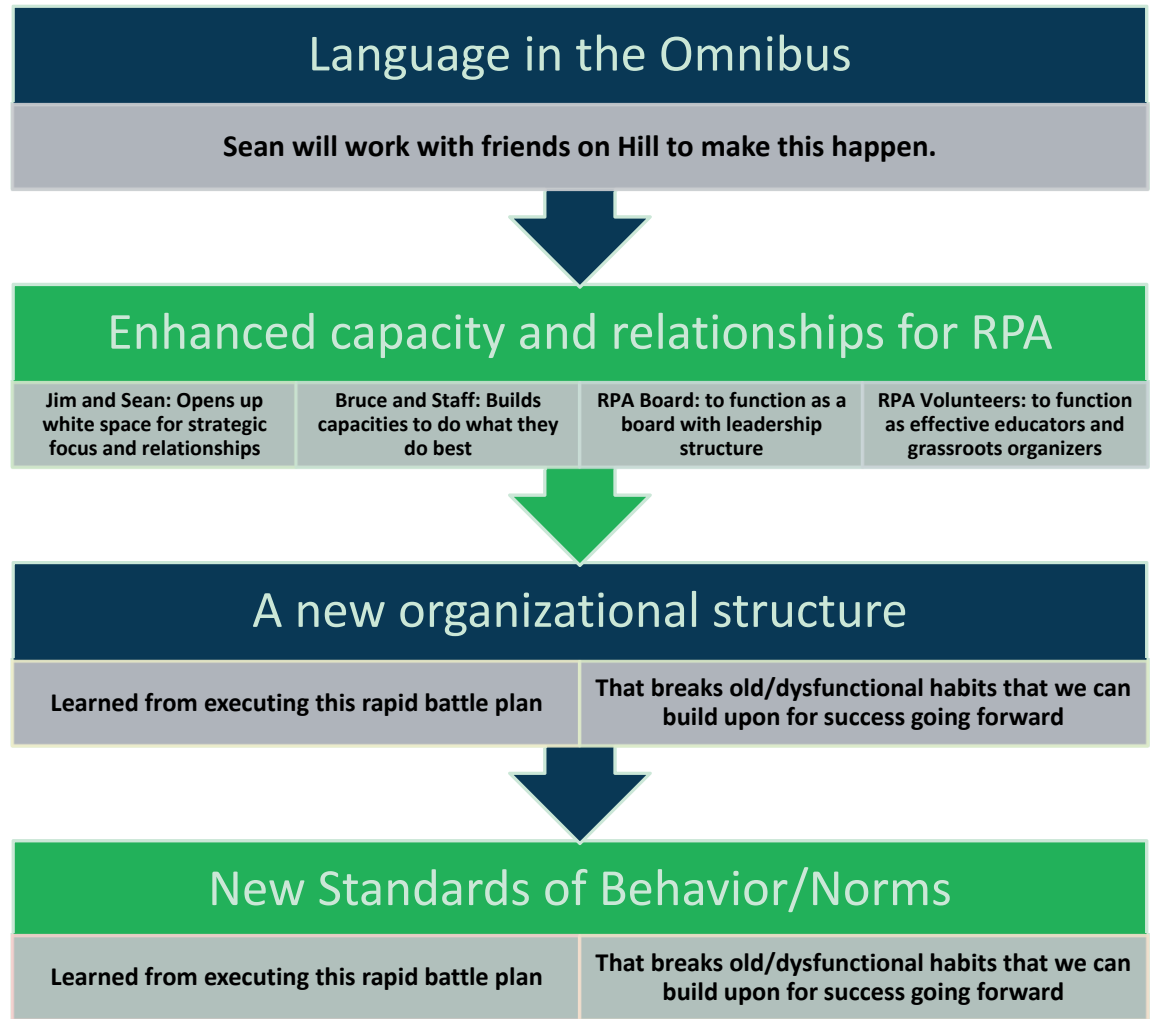 Language in the Omnibus
Sean will work with friends on Hill to make this happen.
Enhanced capacity and relationships for RPA
Jim and Sean: Opens up
white space for strategic
focus and relationships
Bruce and Staff: Builds
capacities to do what they
do best
RPA Board: to function as a
board with leadership
structure
RPA Volunteers: to function
as effective educators and
grassroots organizers
A new organizational structure
Learned from executing this rapid battle plan
That breaks old/dysfunctional habits that we can
build upon for success going forward
New Standards of Behavior/Norms
Learned from executing this rapid battle plan
That breaks old/dysfunctional habits that we can
build upon for success going forward